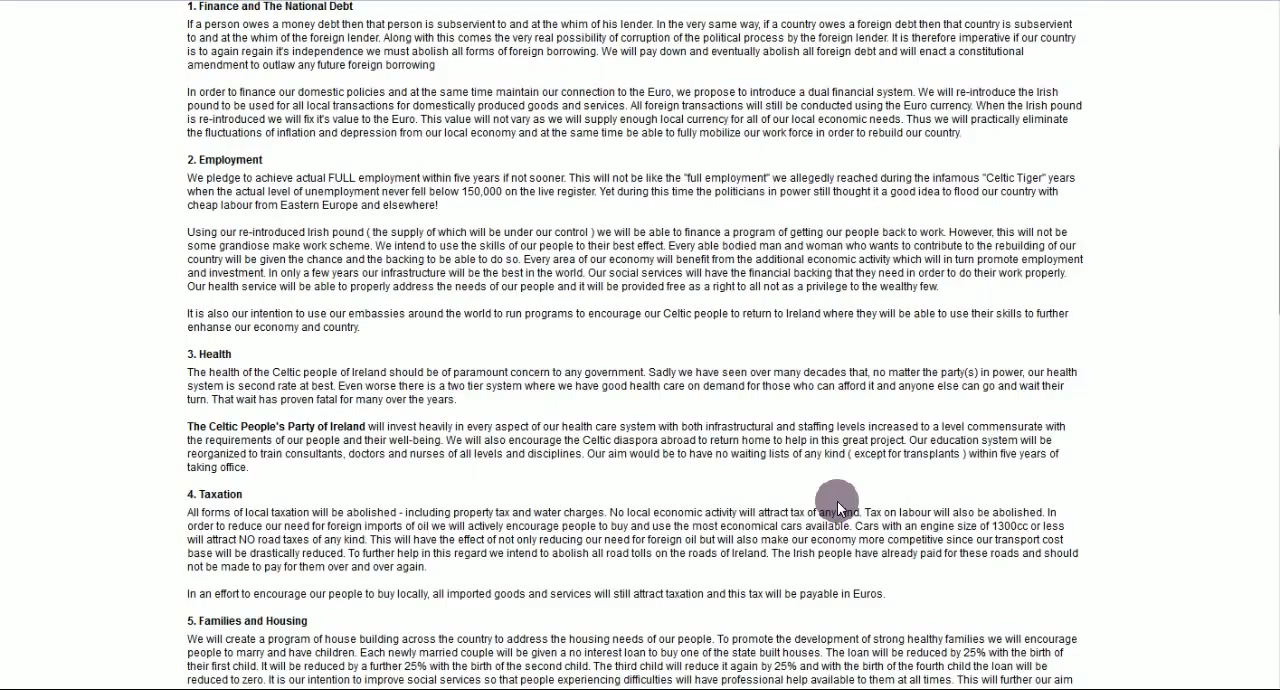 1. Finance and The National Debt
If a person owes a money debt then that person is subservient to and at the whim of his lender. In the very same way, if a country owes a foreign debt then that country is subservient
to and at the whim of the foreign lender. Along with this comes the very real possibility of corruption of the political process by the foreign lender. It is therefore imperative if our country
is to again regain it's independence we must abolish all forms of foreign borrowing. We will pay down and eventually abolish all foreign debt and will enact a constitutional
amendment to outlaw any future foreign borrowing
In order to finance our domestic policies and at the same time maintain our connection to the Euro, we propose to introduce a dual financial system. We will re-introduce the Irish
pound to be used for all local transactions for domestically produced goods and services. All foreign transactions will still be conducted using the Euro currency. When the Irish pound
is re-introduced we will fix it's value to the Euro. This value will not vary as we will supply enough local currency for all of our local economic needs. Thus we will practically eliminate
the fluctuations of inflation and depression from our local economy and at the same time be able to fully mobilize our work force in order to rebuild our country.
2. Employment
We pledge to achieve actual FULL employment within five years if not sooner. This will not be like the "full employment" we allegedly reached during the infamous "Celtic Tiger" years
when the actual level of unemployment never fell below 150,000 on the live register. Yet during this time the politicians in power still thought it a good idea to flood our country with
cheap labour from Eastern Europe and elsewhere!
Using our re-introduced Irish pound ( the supply of which will be under our control ) we will be able to finance a program of getting our people back to work. However, this will not be
some grandiose make work scheme. We intend to use the skills of our people to their best effect. Every able bodied man and woman who wants to contribute to the rebuilding of our
country will be given the chance and the backing to be able to do so. Every area of our economy will benefit from the additional economic activity which will in turn promote employment
and investment. In only a few years our infrastructure will be the best in the world. Our social services will have the financial backing that they need in order to do their work properly.
Our health service will be able to properly address the needs of our people and it will be provided free as a right to all not as a privilege to the wealthy few.
It is also our intention to use our embassies around the world to run programs to encourage our Celtic people to return to Ireland where they will be able to use their skills to further
enhanse our economy and country.
3. Health
The health of the Celtic people of Ireland should be of paramount concern to any government. Sadly we have seen over many decades that, no matter the party(s) in power, our health
system is second rate at best. Even worse there is a two tier system where we have good health care on demand for those who can afford it and anyone else can go and wait their
turn. That wait has proven fatal for many over the years.
The Celtic People's Party of Ireland will invest heavily in every aspect of our health care system with both infrastructural and staffing levels increased to a level commensurate with
the requirements of our people and their well-being. We will also encourage the Celtic diaspora abroad to return home to help in this great project. Our education system will be
reorganized to train consultants, doctors and nurses of all levels and disciplines. Our aim would be to have no waiting lists of any kind ( except for transplants ) within five years of
taking office.
4. Taxation
All forms of local taxation will be abolished - including property tax and water charges. No local economic activity will attract tax of any kind. Tax on labour will also be abolished. In
order to reduce our need for foreign imports of oil we will actively encourage people to buy and use the most economical cars available. Cars with an engine size of 1300cc or less
will attract NO road taxes of any kind. This will have the effect of not only reducing our need for foreign oil but will also make our economy more competitive since our transport cost
base will be drastically reduced. To further help in this regard we intend to abolish all road tolls on the roads of Ireland. The Irish people have already paid for these roads and should
not be made to pay for them over and over again.
In an effort to encourage our people to buy locally, all imported goods and services will still attract taxation and this tax will be payable in Euros.
5. Families and Housing
We will create a program of house building across the country to address the housing needs of our people. To promote the development of strong healthy families we will encourage
people to marry and have children. Each newly married couple will be given a no interest loan to buy one of the state built houses. The loan will be reduced by 25% with the birth of
their first child. It will be reduced by a further 25% with the birth of the second child. The third child will reduce it again by 25% and with the birth of the fourth child the loan will be
reduced to zero. It is our intention to improve social services so that people experiencing difficulties will have professional help available to them at all times. This will further our aim